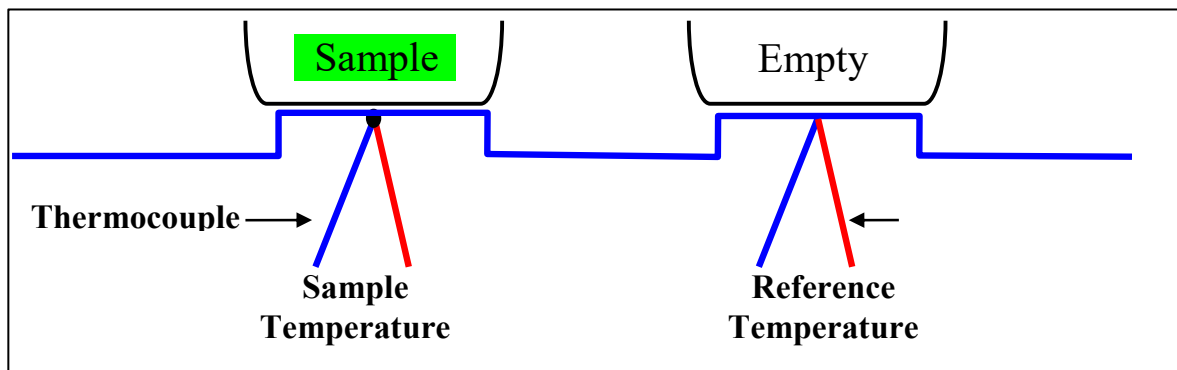 Sample
Empty
Thermocouple
Sample
Temperature
Reference
Temperature